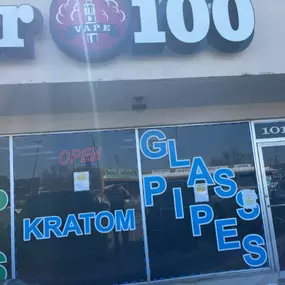 r
VAPE
100
OPEN
101
GLASS
PIPES
KRATOM